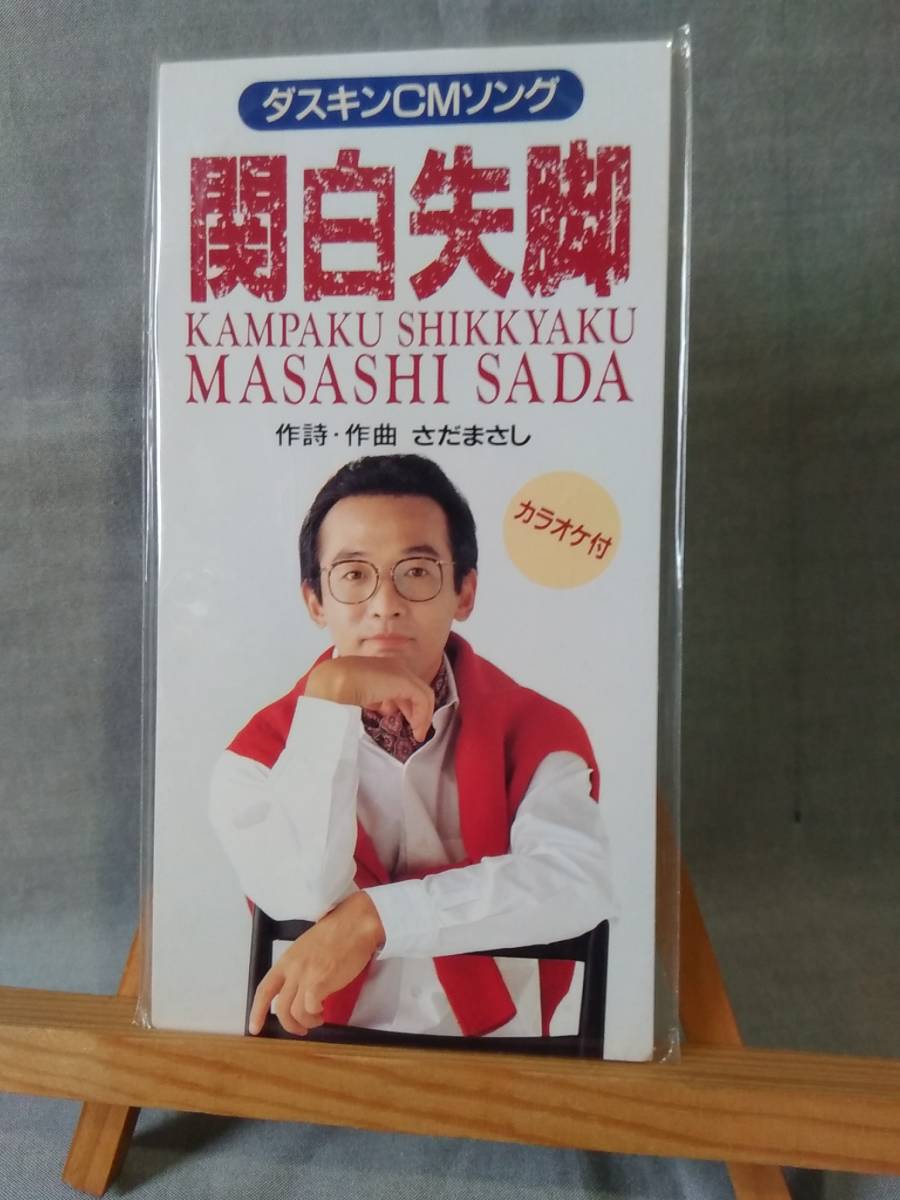 ダスキンCMソング
関白失脚
KAMPAKU SHIKKYAKU
MASASHI SADA
作詩・作曲 さだまさし
カラオケ付